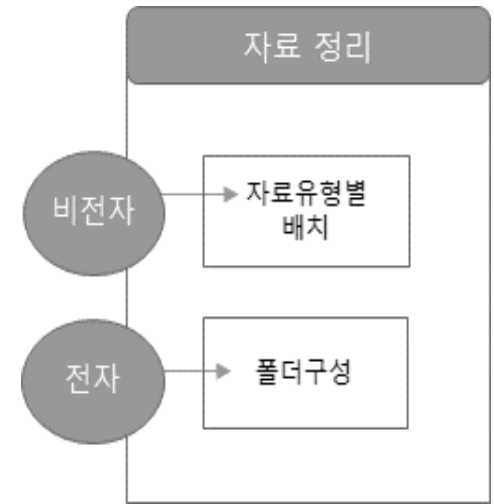 자료 정리
비전자
자료유형별
배치
전자
폴더구성